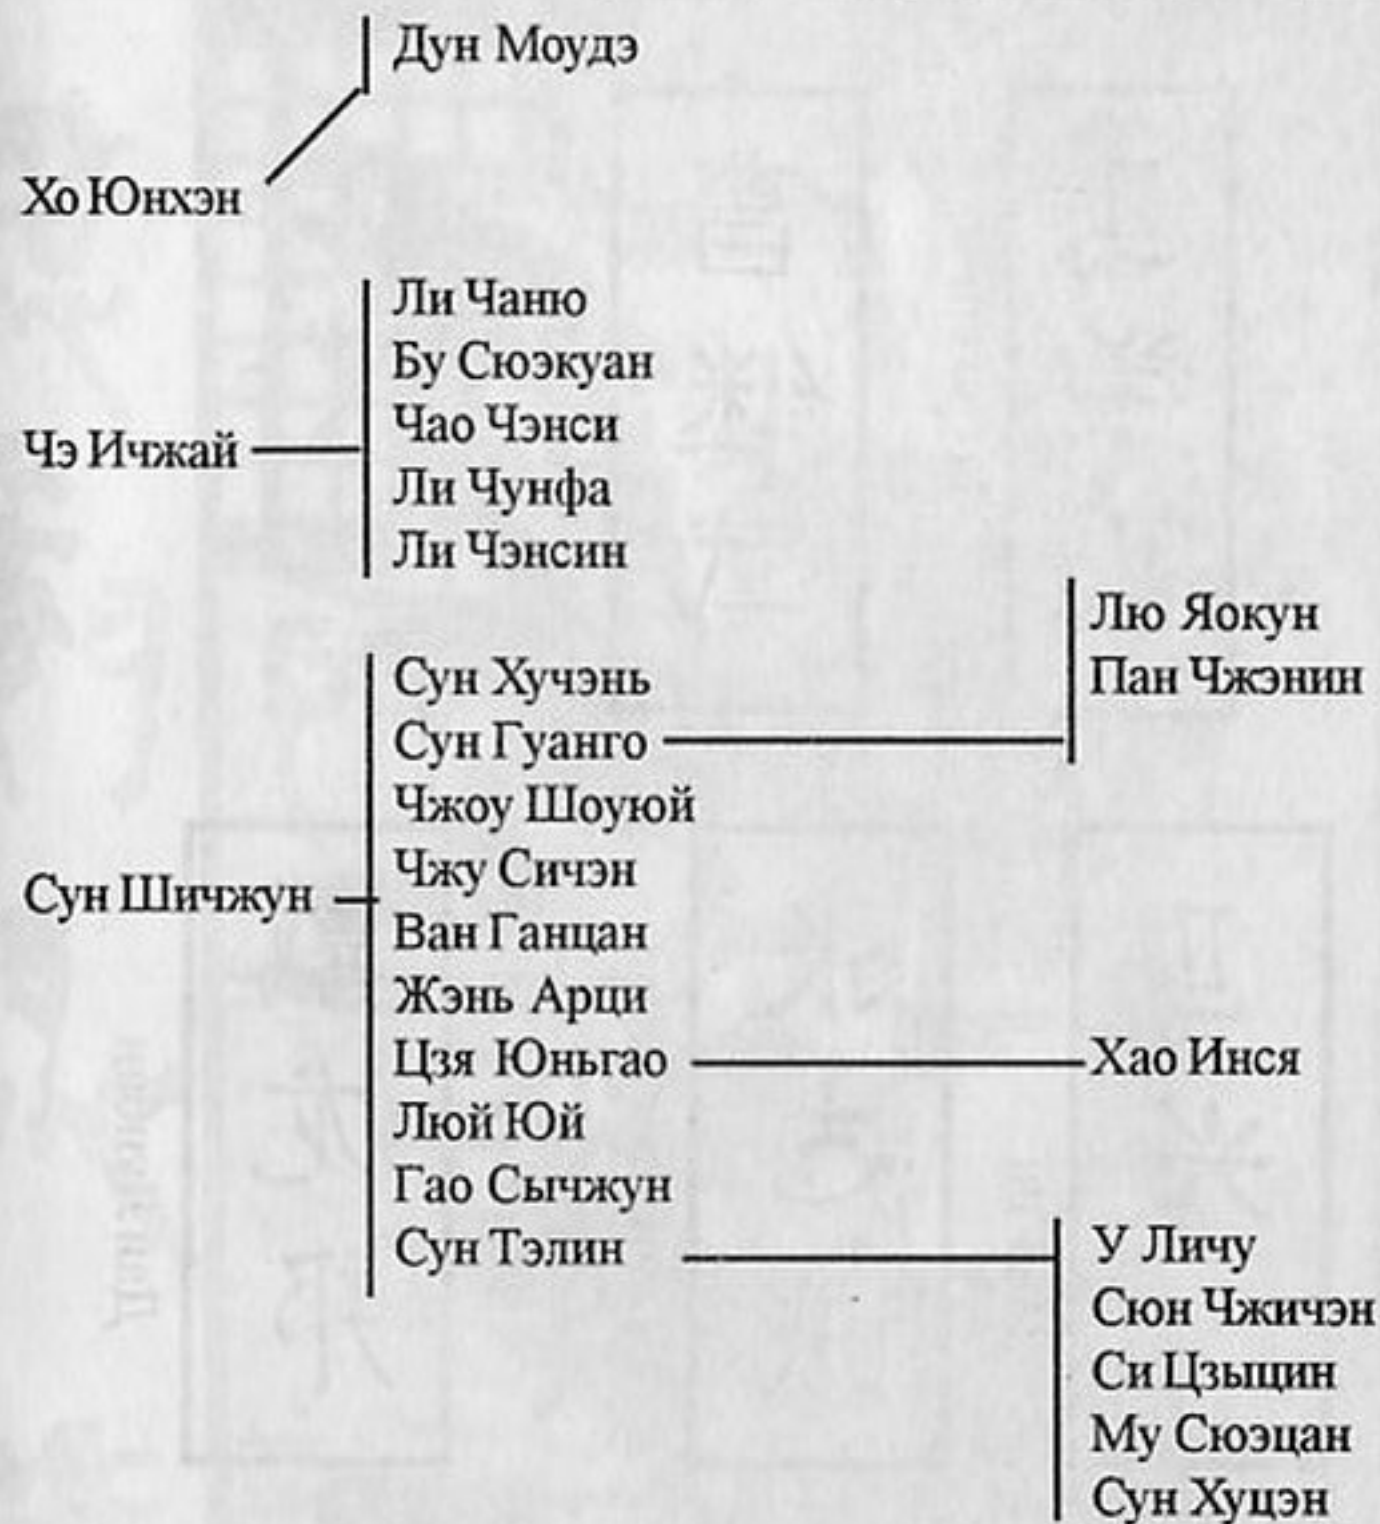 Дун Моудэ
Хо Юнхэн
Ли Чаню
Бу Сюэкуан
Чао Чэнси
Чэ Ичжай
Ли Чунфа
Ли Чэнсин
Лю Яокун
Пан Чжэнин
Сун Хучэнь
Сун Гуанго
Чжоу Шоуюй
Чжу Сичэн
Сун Шичжун
Ван Ганцан
Жэнь Арци
Цзя Юньгао
Хао Инся
Люй Юй
Гао Сычжун
Сун Тэлин
У Личу
Сюн Чжичэн
Си Цзыцин
Му Сюэцан
Сун Хуцэн